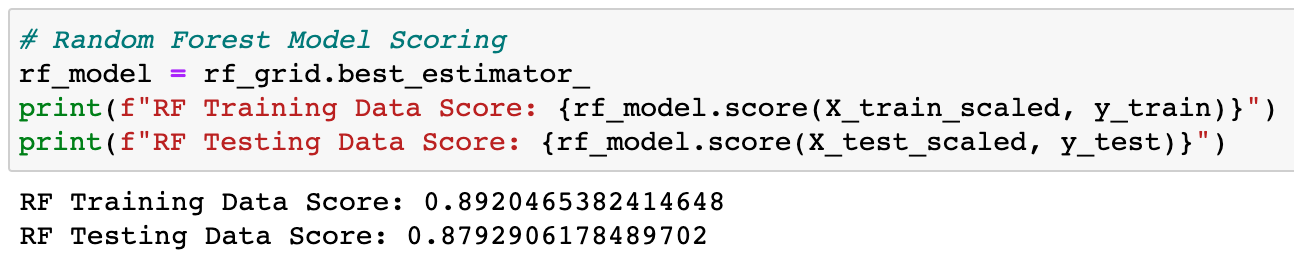 # Random Forest Model Scoring
rf_model = rf_grid.best_estimator_
print(f"RF Training Data Score: {rf_model.score(X_train_scaled, y_train)}")
print(f"RF Testing Data Score: {rf_model.score(X_test_scaled, y_test)}")
RF Training Data Score: 0.8920465382414648
RF Testing Data Score: 0.8792906178489702